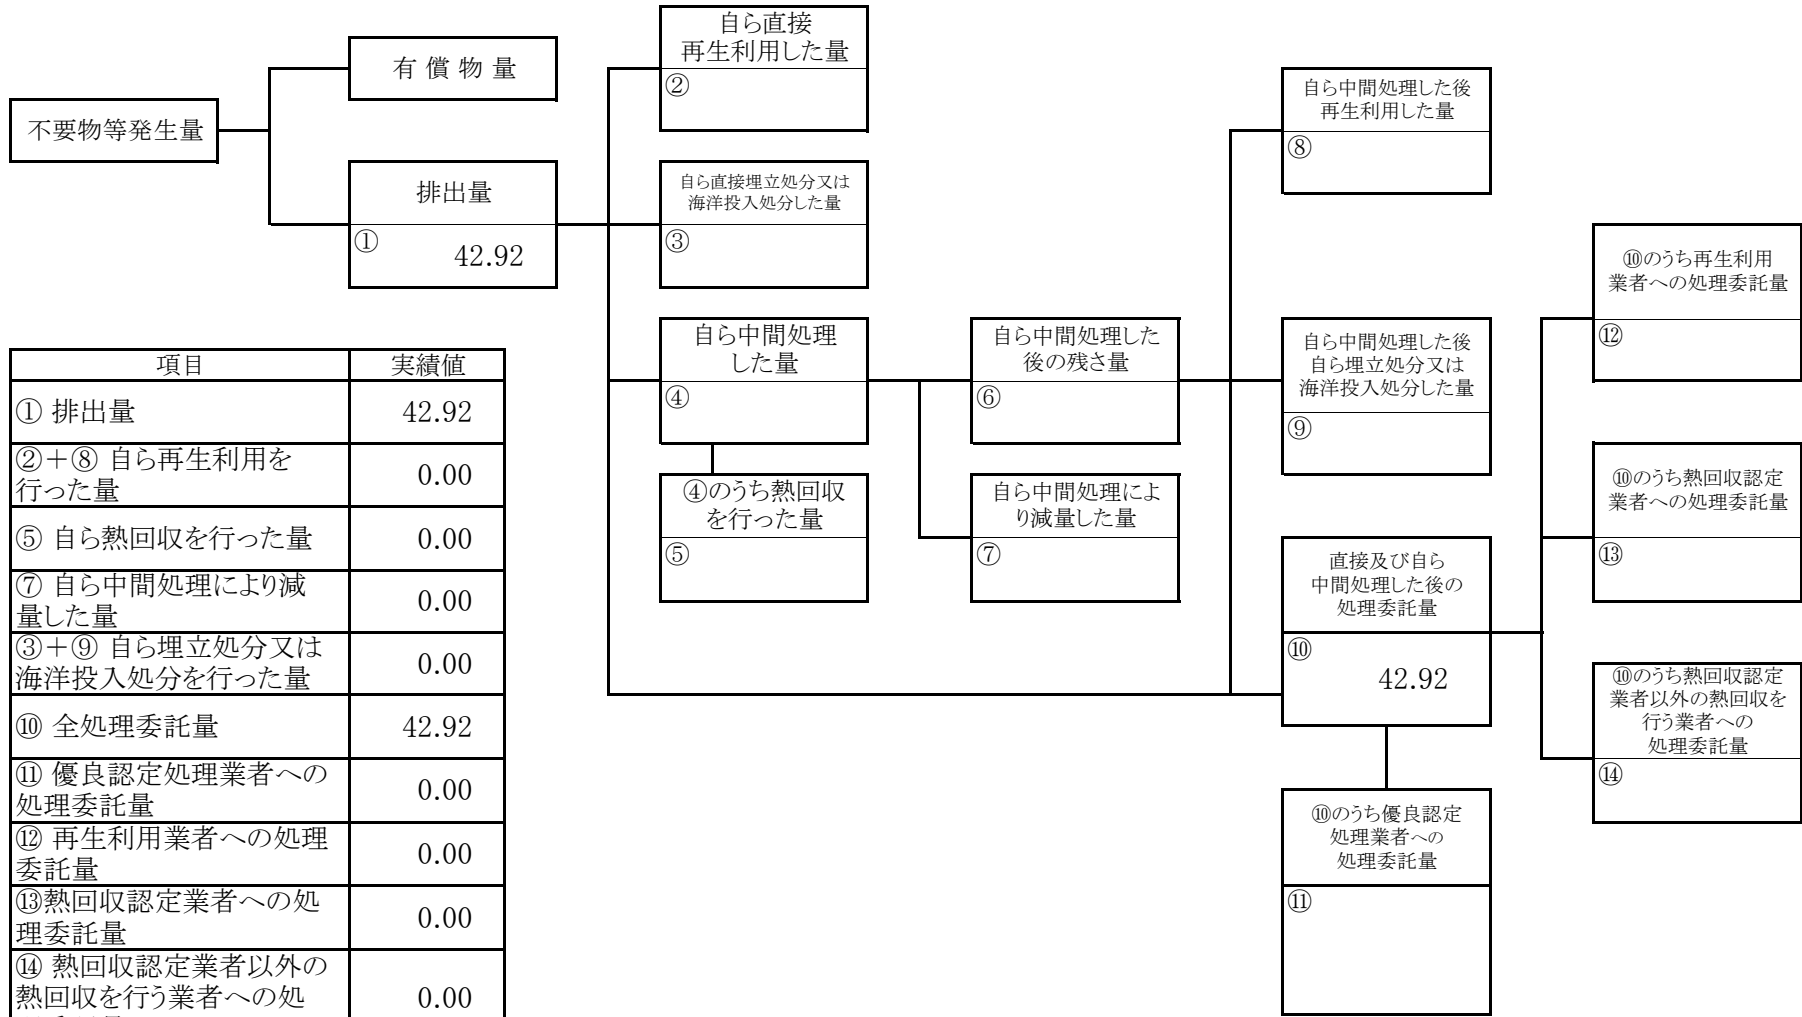 不要物等発生量
有 償 物 量
排出量
①
42.92
自ら直接
再生利用した量
②
自ら直接埋立処分又は
海洋投入処分した量
③
自ら中間処理
した量
④
④のうち熱回収
を行った量
⑤
自ら中間処理した
後の残さ量
⑥
自ら中間処理によ
り減量した量
⑦
自ら中間処理した後
再生利用した量
⑧
自ら中間処理した後
自ら埋立処分又は
海洋投入処分した量
⑨
直接及び自ら
中間処理した後の
処理委託量
⑩
42.92
⑩のうち優良認定
処理業者への
処理委託量
⑪
⑩のうち再生利用
業者への処理委託量
⑫
⑩のうち熱回収認定
業者への処理委託量
⑬
⑩のうち熱回収認定
業者以外の熱回収を
行う業者への
処理委託量
⑭
項目 実績値
① 排出量 42.92
②＋⑧ 自ら再生利用を
行った量 0.00
⑤ 自ら熱回収を行った量 0.00
⑦ 自ら中間処理により減
量した量 0.00
③＋⑨ 自ら埋立処分又は
海洋投入処分を行った量 0.00
⑩ 全処理委託量 42.92
⑪ 優良認定処理業者への
処理委託量 0.00
⑫ 再生利用業者への処理
委託量 0.00
⑬熱回収認定業者への処
理委託量 0.00
⑭ 熱回収認定業者以外の
熱回収を行う業者への処 0.00